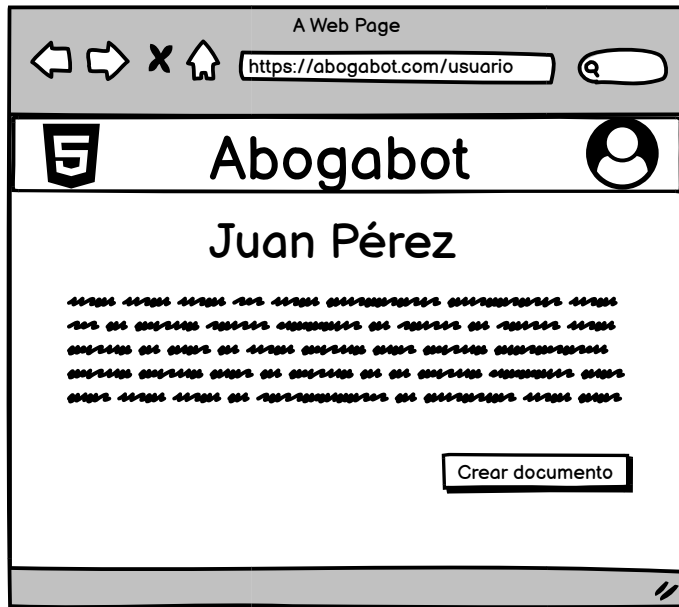 A Web Page
https://abogabot.com/usuario
Abogabot
Juan Pérez
Crear documento